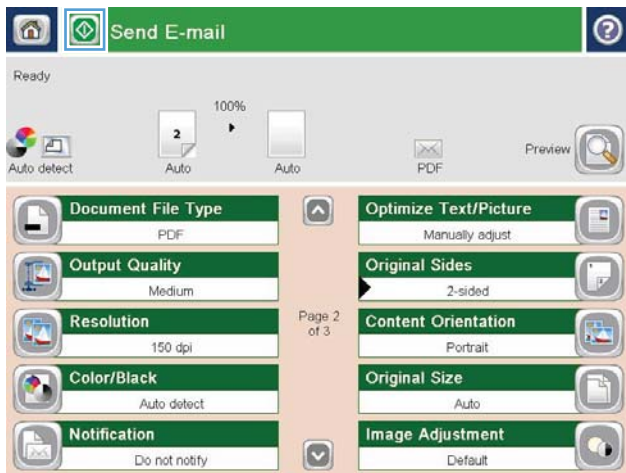 Send E-mail
?
Ready
100%
2
Auto detect
Auto
Auto
PDF
Preview
Document File Type
PDF
Output Quality
Medium
Resolution
150 dpi
Color/Black
Auto detect
Notification
Do not notify
Page 2
of 3
Optimize Text/Picture
Manually adjust
Original Sides
2-sided
Content Orientation
Portrait
Original Size
Auto
Image Adjustment
Default